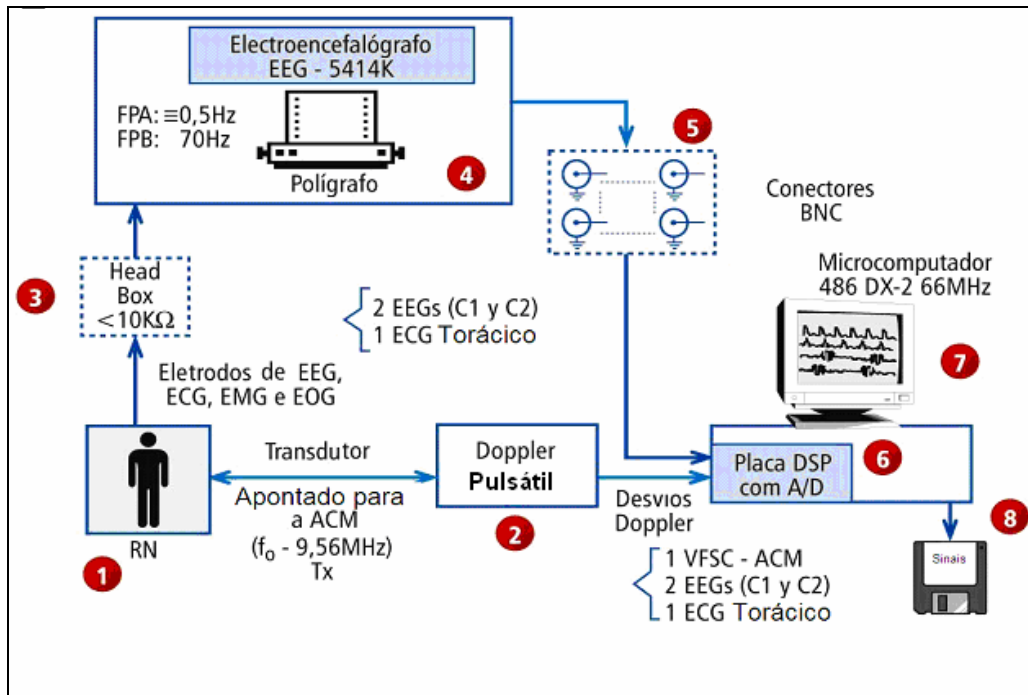 Electroencefalógrafo
EEG - 5414K
FPA: ≡0,5Hz
FPB: 70Hz
Polígrafo
4
5
Conectores
BNC
3
Head
Box
<10KΩ
2 EEGs (C1 y C2)
1 ECG Torácico
Microcomputador
486 DX-2 66MHz
7
Eletrodos de EEG,
ECG, EMG e EOG
RN
1
Transdutor
Apontado para
a ACM
(fo - 9,56MHz)
Tx
Doppler
Pulsátil
2
Desvios
Doppler
1 VFSC - ACM
2 EEGs (C1 y C2)
1 ECG Torácico
Placa DSP
com A/D
6
8
Sinais